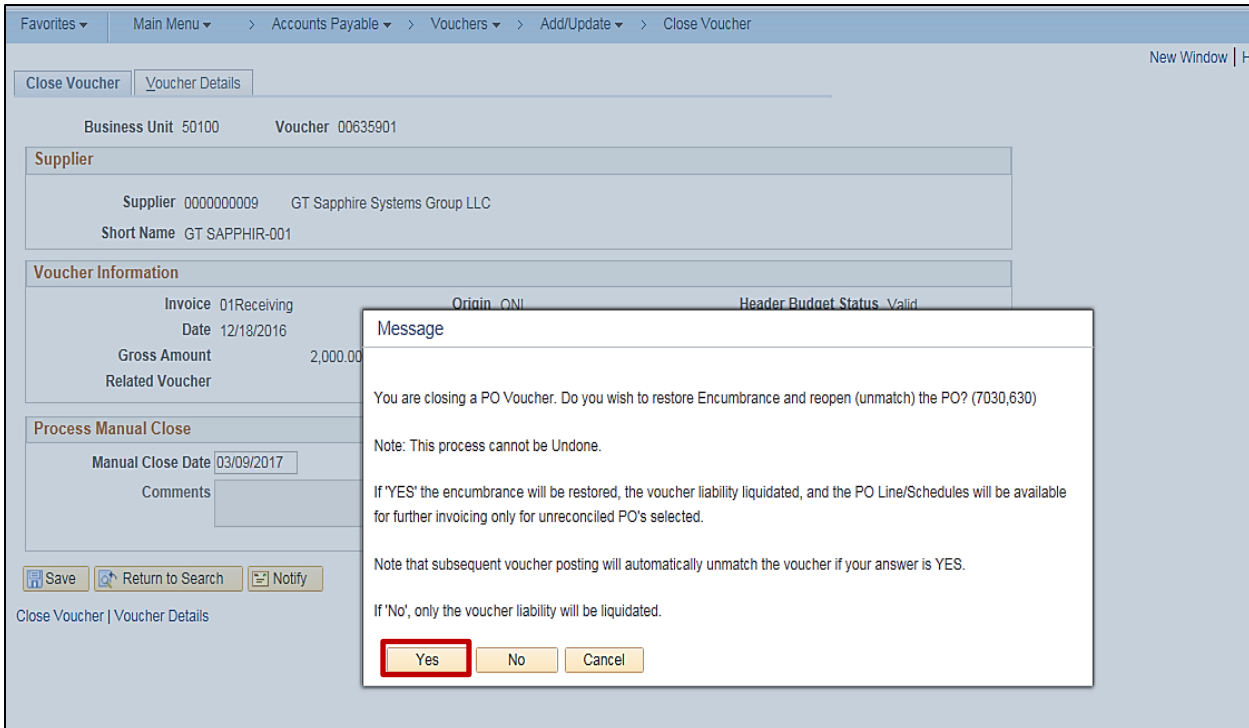 Favorites Main Menu > Accounts Payable > Vouchers > Add/Update > Close Voucher
New Window | H
Close Voucher Voucher Details
Business Unit 50100 Voucher 00635901
Supplier
Supplier 0000000009 GT Sapphire Systems Group LLC
Short Name GT SAPPHIR-001
Voucher Information
Invoice 01Receiving Origin ONL Header Budget Status Valid
Date 12/18/2016
Gross Amount 2,000.00
Related Voucher
Process Manual Close
Manual Close Date 03/09/2017
Comments
Save Return to Search Notify
Close Voucher | Voucher Details
Message
You are closing a PO Voucher. Do you wish to restore Encumbrance and reopen (unmatch) the PO? (7030,630)
Note: This process cannot be Undone.
If 'YES' the encumbrance will be restored, the voucher liability liquidated, and the PO Line/Schedules will be available
for further invoicing only for unreconciled PO's selected.
Note that subsequent voucher posting will automatically unmatch the voucher if your answer is YES.
If 'No', only the voucher liability will be liquidated.
Yes No Cancel